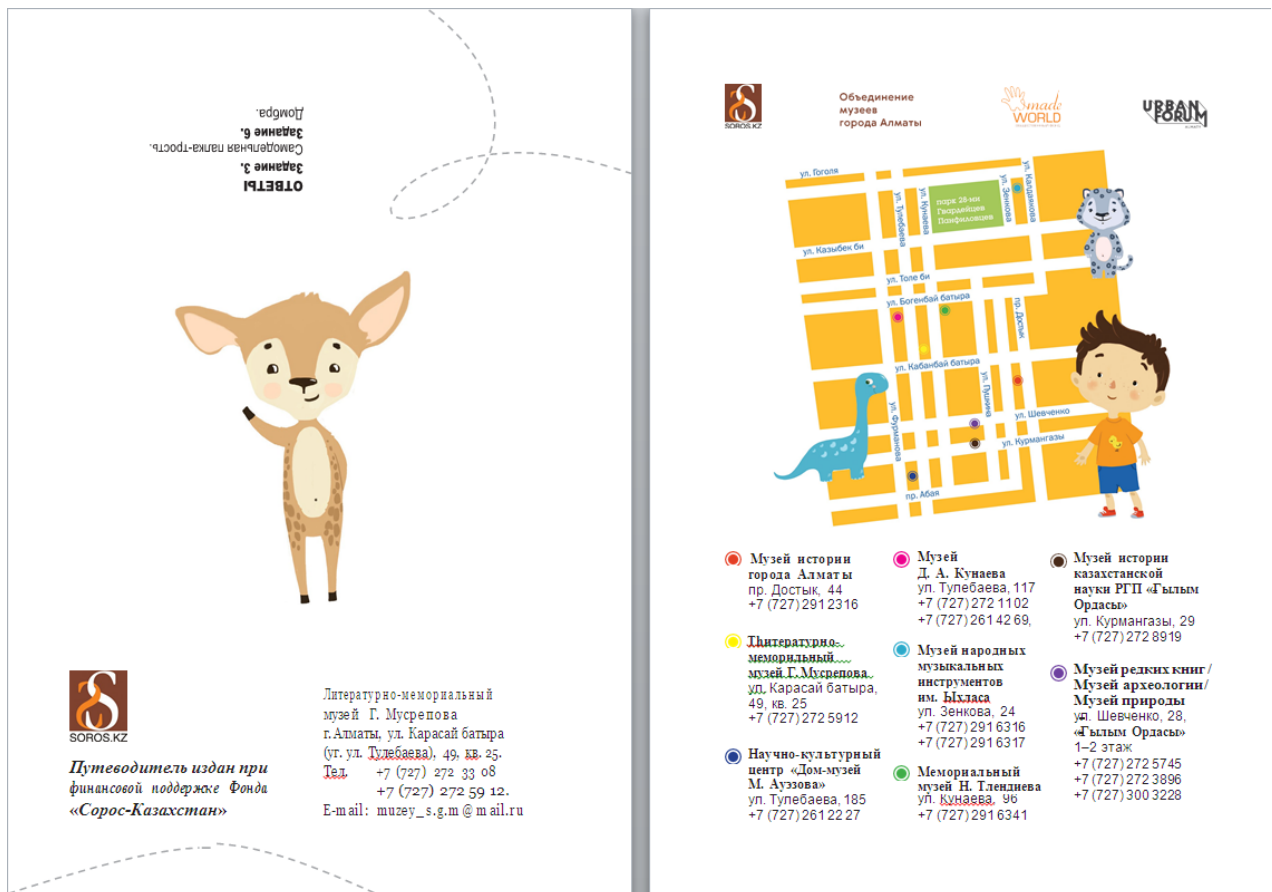 ОТВЕТЫ
Задание 3.
Самодельная палка-трость.
Задание 6.
Домбра.
SOROS.KZ
Путеводитель издан при
финансовой поддержке Фонда
«Сорос-Казахстан»
Литературно-мемориальный
музей Г. Мусрепова
г.Алматы, ул. Карасай батыра
(уг. ул. Тулебаева), 49, кв. 25.
Тел. +7 (727) 272 33 08
+7 (727) 272 59 12.
E-mail: muzey_s.g.m@mail.ru
SOROS.KZ
Объединение
музеев
города Алматы
made
WORLD
URBAN
FORUM
ALMATY
ул. Гоголя
ул. Тулебаева
ул. Кунаева
парк 28-ми
Гвардейцев
Панфиловцев
ул. Зенкова
ул. Калдаякова
ул. Казыбек би
ул. Толе би
ул. Богенбай батыра
пр. Достык
ул. Кабанбай батыра
ул. Пушкина
ул. Фурманова
ул. Шевченко
ул. Курмангазы
пр. Абая
Музей истории
города Алматы
пр. Достык, 44
+7 (727) 291 2316
Тhитературно-
меморильный
музей Г. Мусрепова
ул. Карасай батыра,
49, кв. 25
+7 (727) 272 5912
Научно-культурный
центр «Дом-музей
М. Ауэзова»
ул. Тулебаева, 185
+7 (727) 261 22 27
Музей
Д. А. Кунаева
ул. Тулебаева, 117
+7 (727) 272 1102
+7 (727) 261 42 69,
Музей народных
музыкальных
инструментов
им. Ыхласа
ул. Зенкова, 24
+7 (727) 291 6316
+7 (727) 291 6317
Мемориальный
музей Н. Тлендиева
ул. Кунаева, 96
+7 (727) 291 6341
Музей истории
казахстанской
науки РГП «Ғылым
Ордасы»
ул. Курмангазы, 29
+7 (727) 272 8919
Музей редких книг/
Музей археологии/
Музей природы
ул. Шевченко, 28,
«Ғылым Ордасы»
1–2 этаж
+7 (727) 272 5745
+7 (727) 272 3896
+7 (727) 300 3228